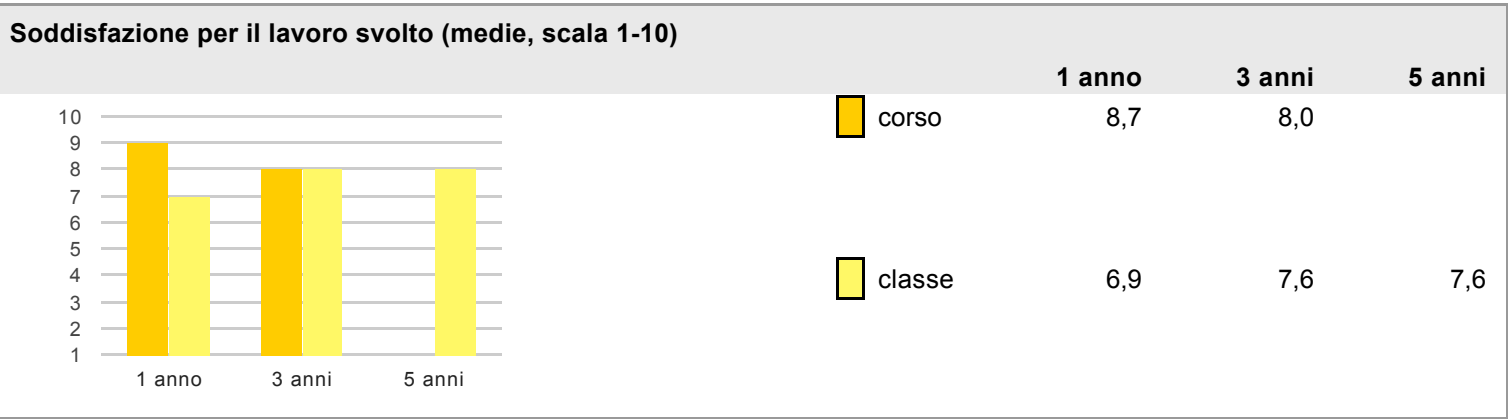 Soddisfazione per il lavoro svolto (medie, scala 1-10)
1 anno 3 anni 5 anni
corso 8,7 8,0
classe 6,9 7,6 7,6
10
9
8
7
6
5
4
3
2
1
1 anno 3 anni 5 anni